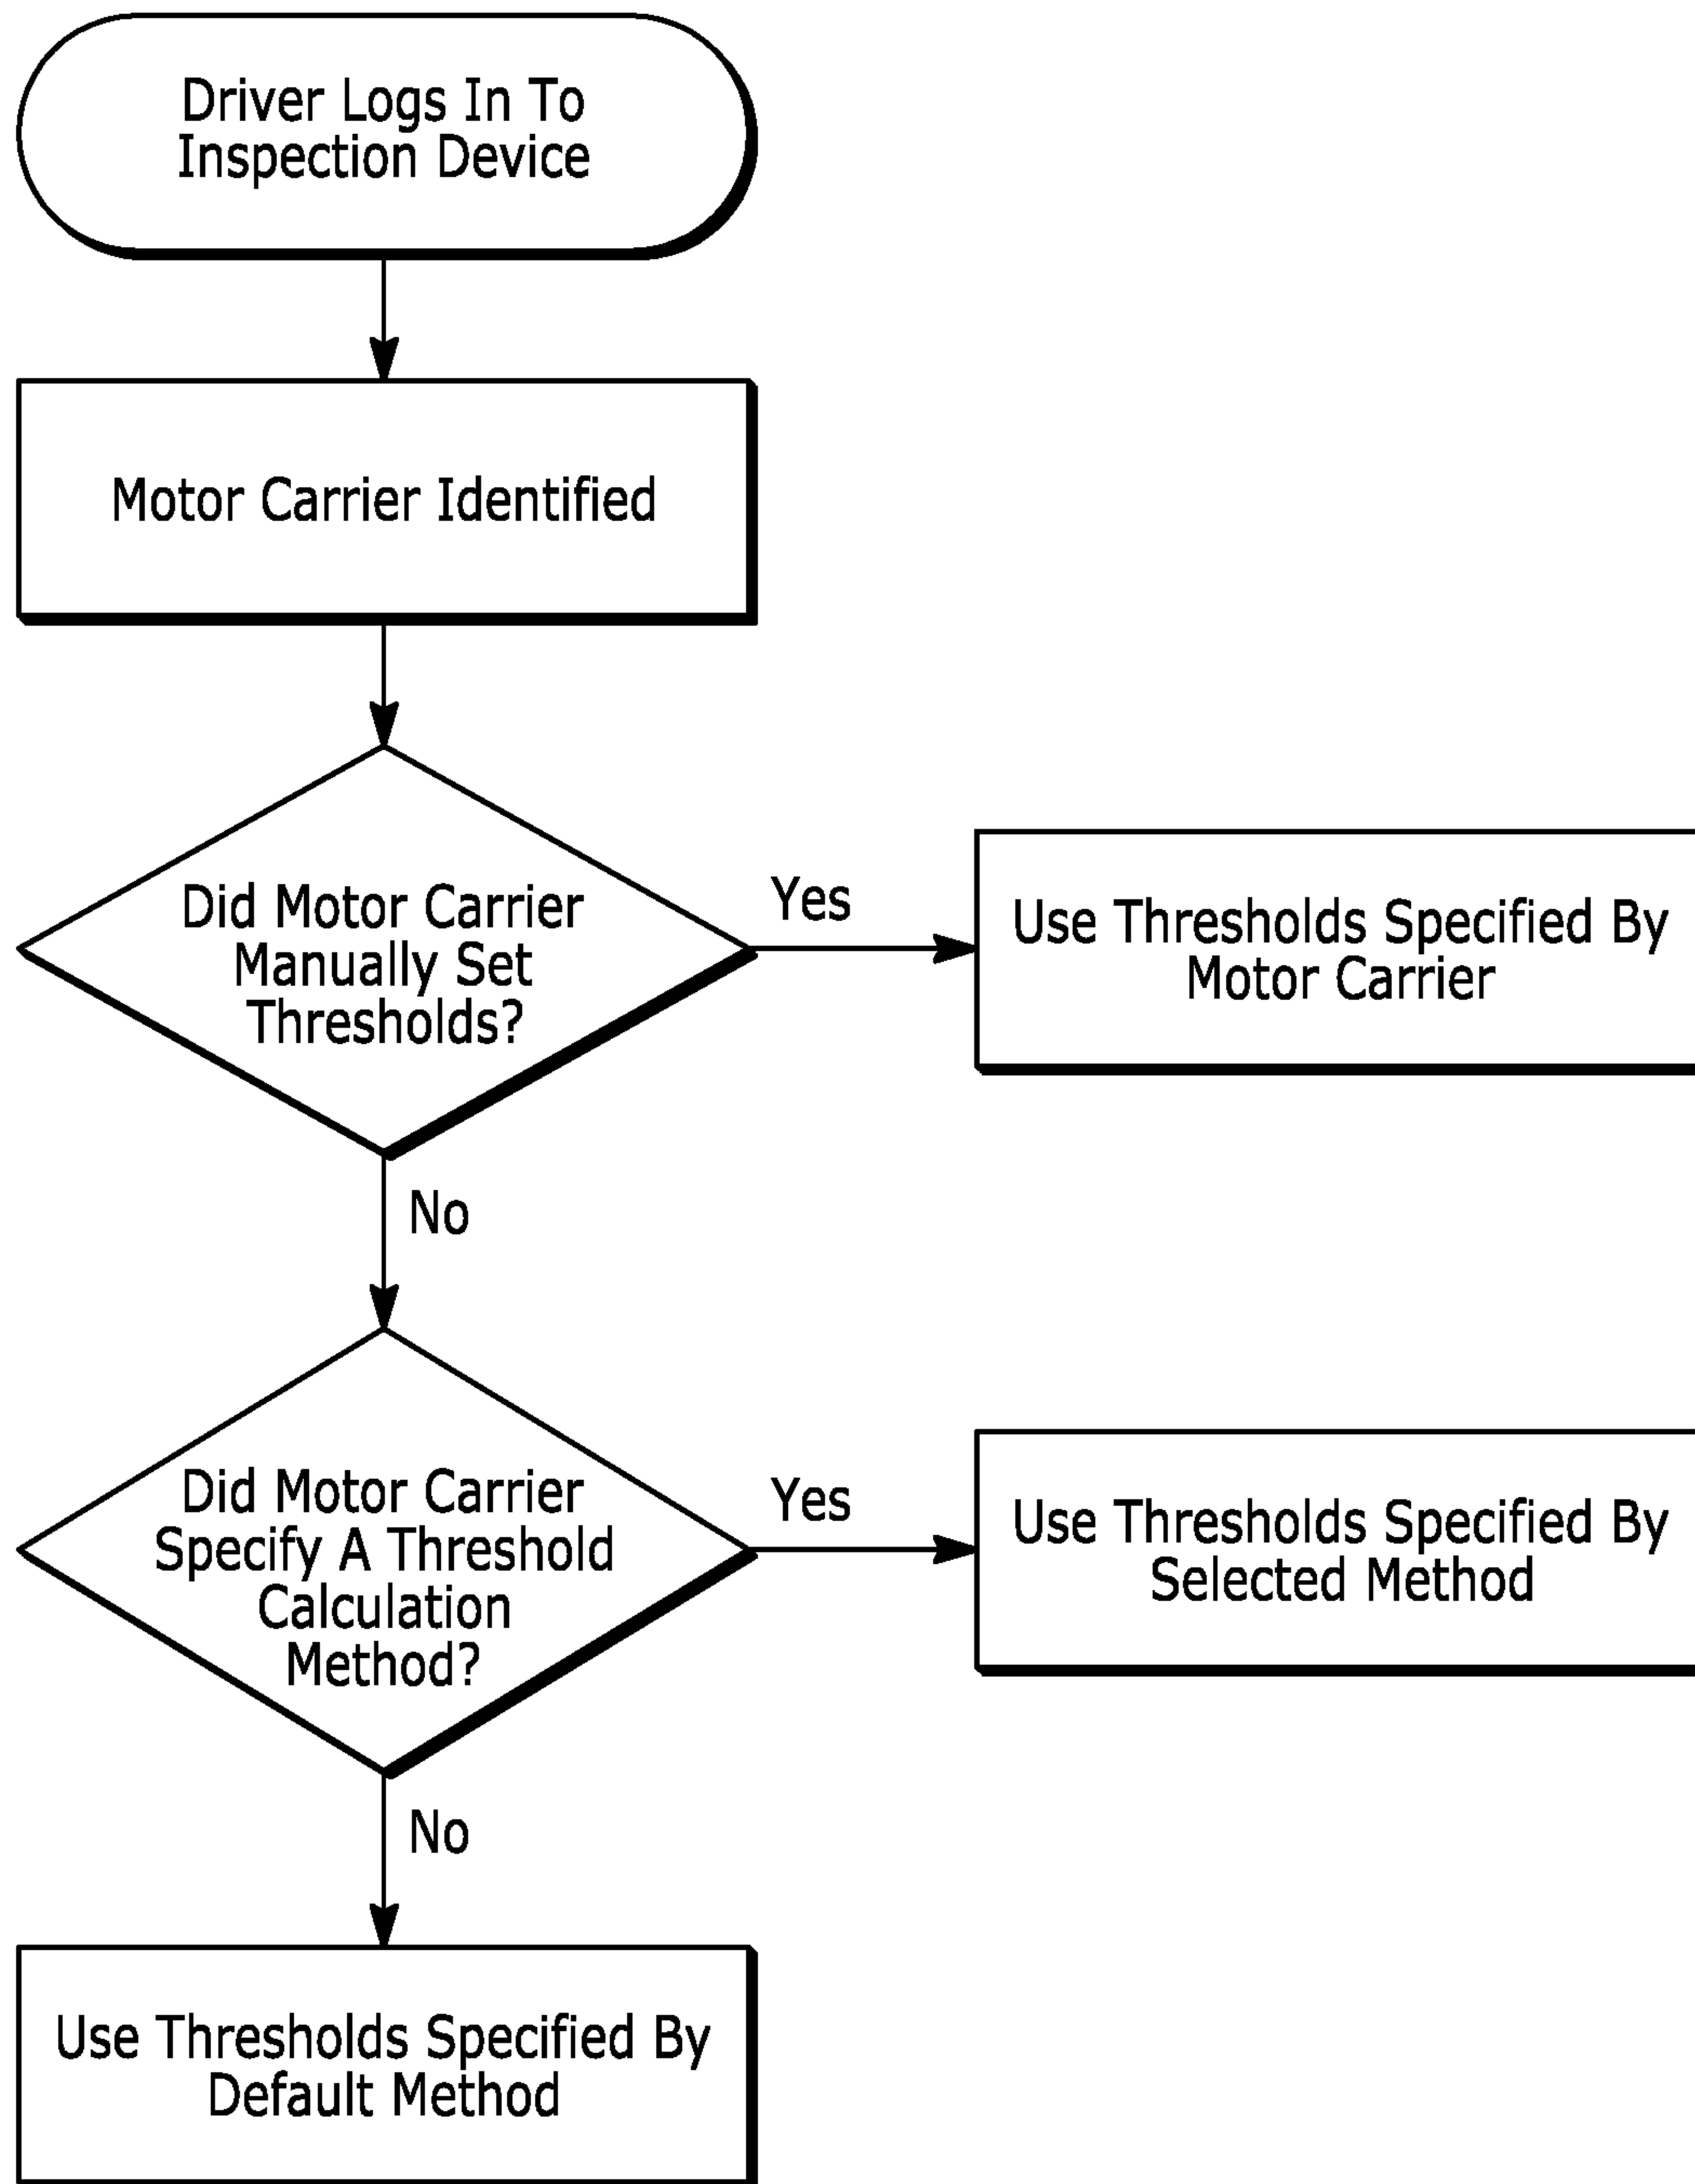 Driver Logs In To
Inspection Device
Motor Carrier Identified
Did Motor Carrier
Manually Set
Thresholds?
Yes
Use Thresholds Specified By
Motor Carrier
No
Did Motor Carrier
Specify A Threshold
Calculation
Method?
Yes
Use Thresholds Specified By
Selected Method
No
Use Thresholds Specified By
Default Method